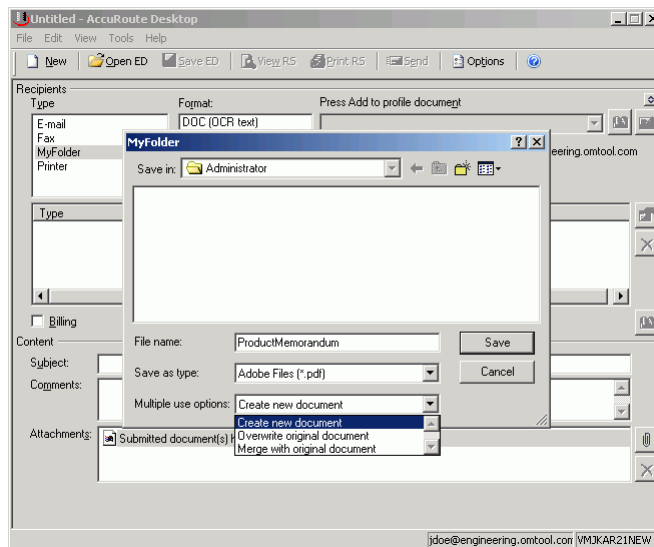 Untitled - AccuRoute Desktop
File Edit View Tools Help
New Open ED Save ED View RS Print RS Send Options
Recipients
Type Format: Press Add to profile document
E-mail DOC (OCR text)
Fax
MyFolder eering.omtool.com
Printer
MyFolder
Save in: Administrator
Type
File name: ProductMemorandum Save
Save as type: Adobe Files (*.pdf) Cancel
Multiple use options: Create new document
Create new document
Overwrite original document
Merge with original document
Billing
Content
Subject:
Comments:
Attachments: Submitted document(s) h
jdoe@engineering.omtool.com VMJKAR21NEW